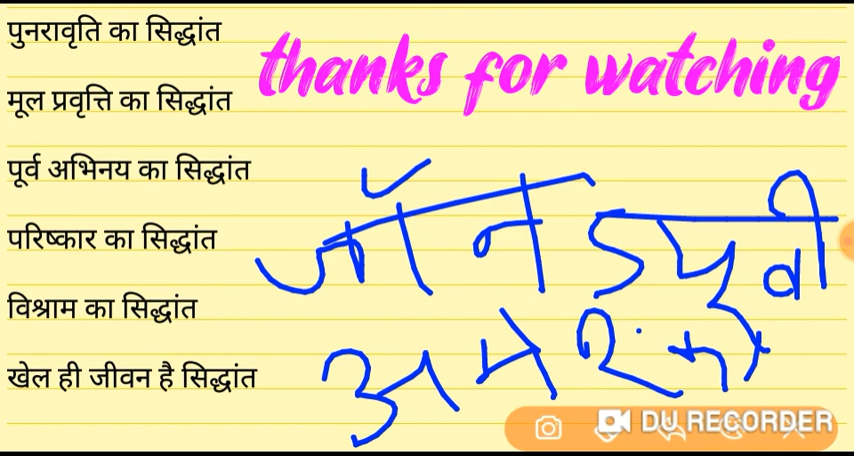 पुनरावृति का सिद्धांत
thanks for watching
मूल प्रवृत्ति का सिद्धांत
पूर्व अभिनय का सिद्धांत
परिष्कार का सिद्धांत
जॉन ड्यूवी
विश्राम का सिद्धांत
खेल ही जीवन है सिद्धांत
DU RECORDER